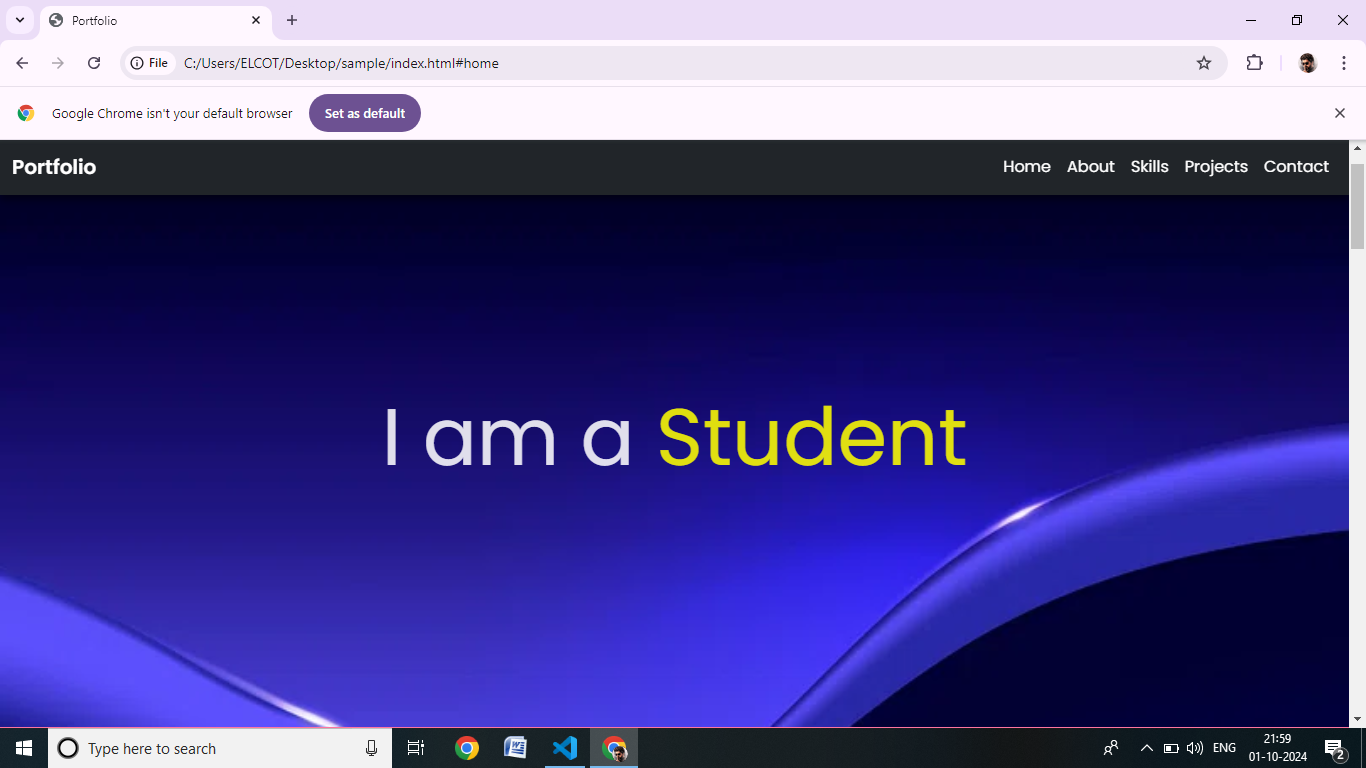 Portfolio
File C:/Users/ELCOT/Desktop/sample/index.html#home
Google Chrome isn't your default browser Set as default
Portfolio Home About Skills Projects Contact
I am a Student
Type here to search ENG 21:59
01-10-2024 2